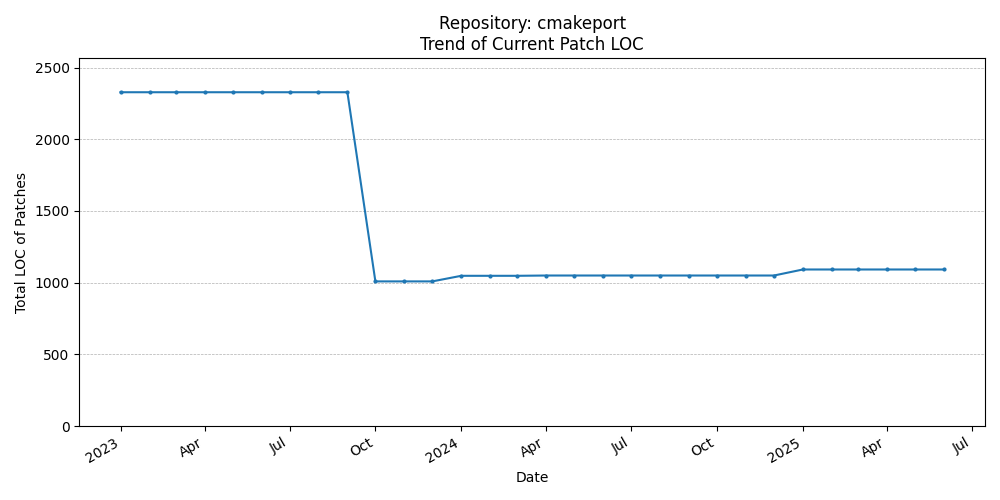 Repository: cmakeport
Trend of Current Patch LOC
2500
2000
1500
1000
500
0
Total LOC of Patches
2023
Apr
Jul
Oct
2024
Apr
Jul
Oct
2025
Apr
Jul
Date